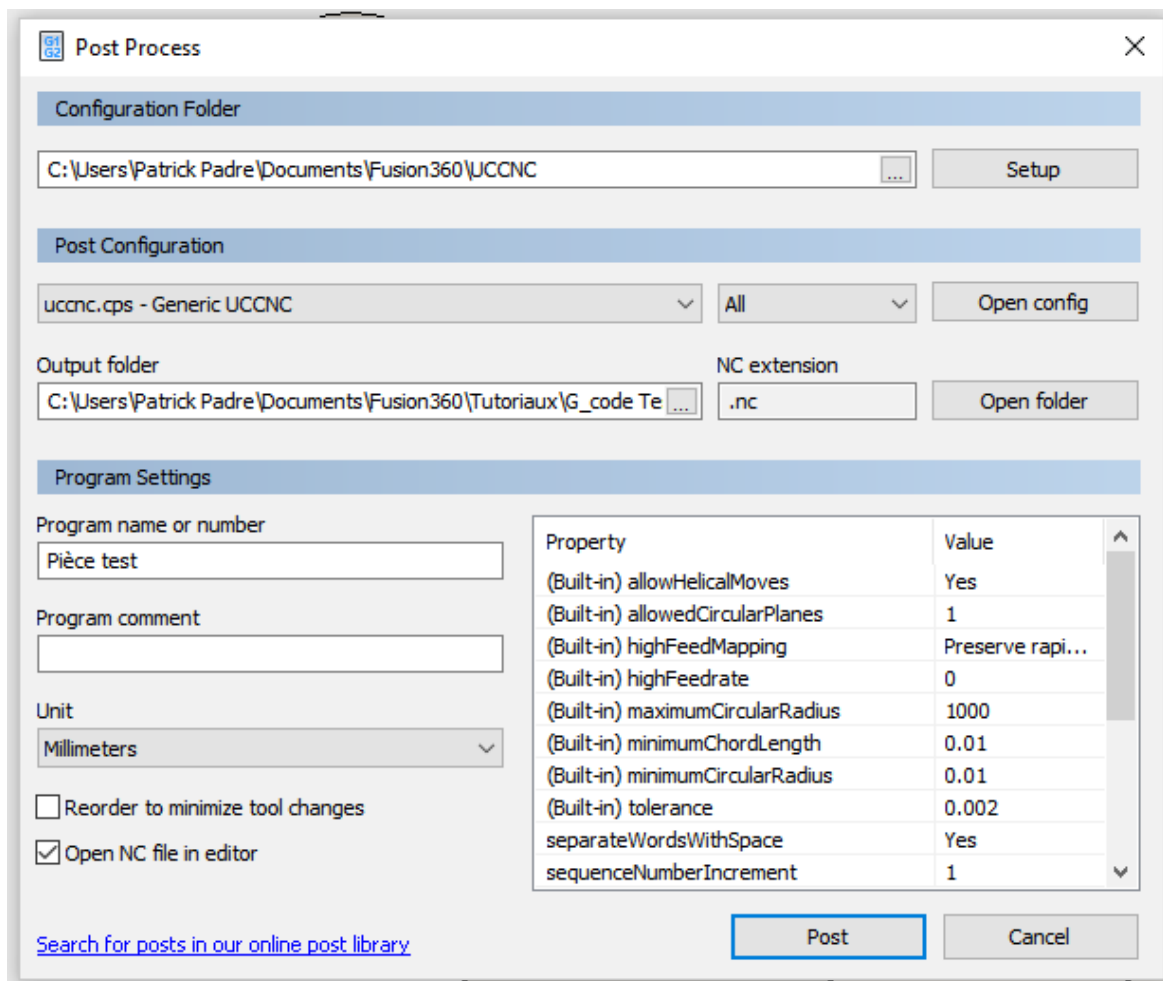 G1
G2
Post Process
Configuration Folder
C:\Users\Patrick Padre\Documents\Fusion360\UCCNC
...
Setup
Post Configuration
uccnc.cps - Generic UCCNC
All
Open config
Output folder
NC extension
C:\Users\Patrick Padre\Documents\Fusion360\Tutoriaux\G_code Te
...
.nc
Open folder
Program Settings
Program name or number
Pièce test
Program comment
Unit
Millimeters
Reorder to minimize tool changes
Open NC file in editor
Property Value
(Built-in) allowHelicalMoves Yes
(Built-in) allowedCircularPlanes 1
(Built-in) highFeedMapping Preserve rapi...
(Built-in) highFeedrate 0
(Built-in) maximumCircularRadius 1000
(Built-in) minimumChordLength 0.01
(Built-in) minimumCircularRadius 0.01
(Built-in) tolerance 0.002
separateWordsWithSpace Yes
sequenceNumberIncrement 1
Search for posts in our online post library
Post
Cancel